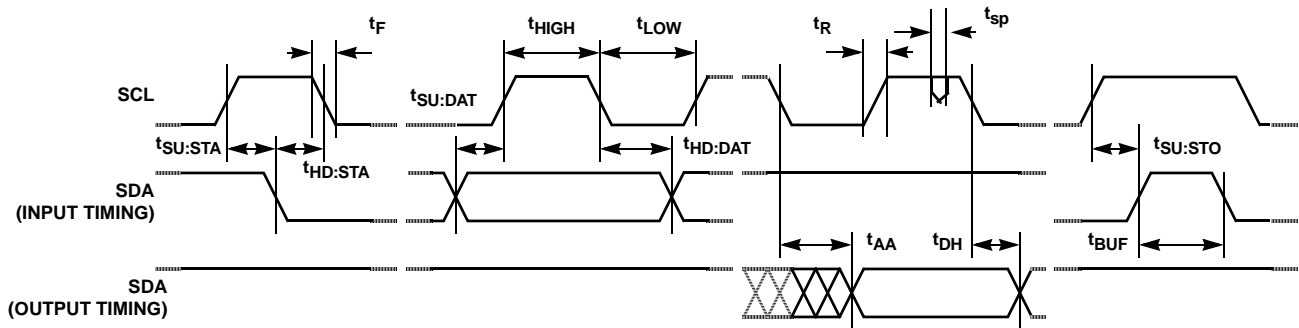 tF
tHIGH
tLOW
tR
tsp
SCL
tSU:DAT
tSU:STA
tHD:STA
tHD:DAT
tSU:STO
SDA
(INPUT TIMING)
tAA
tDH
tBUF
SDA
(OUTPUT TIMING)